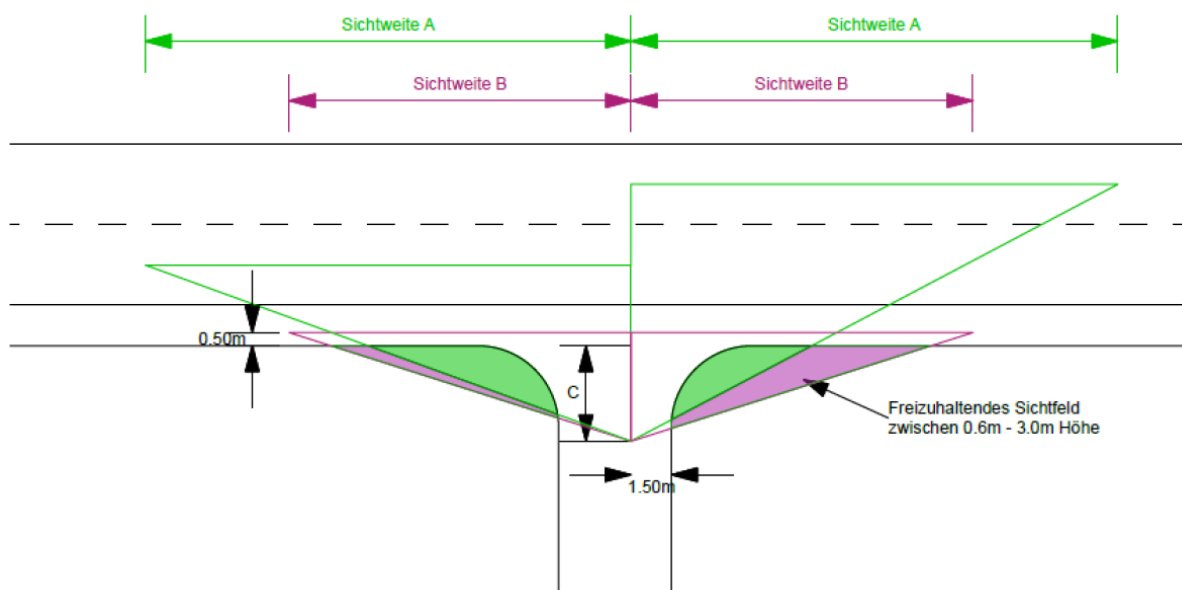 Sichtweite A
Sichtweite A
Sichtweite B
Sichtweite B
0.50m
C
Freizuhaltendes Sichtfeld
zwischen 0.6m - 3.0m Höhe
1.50m